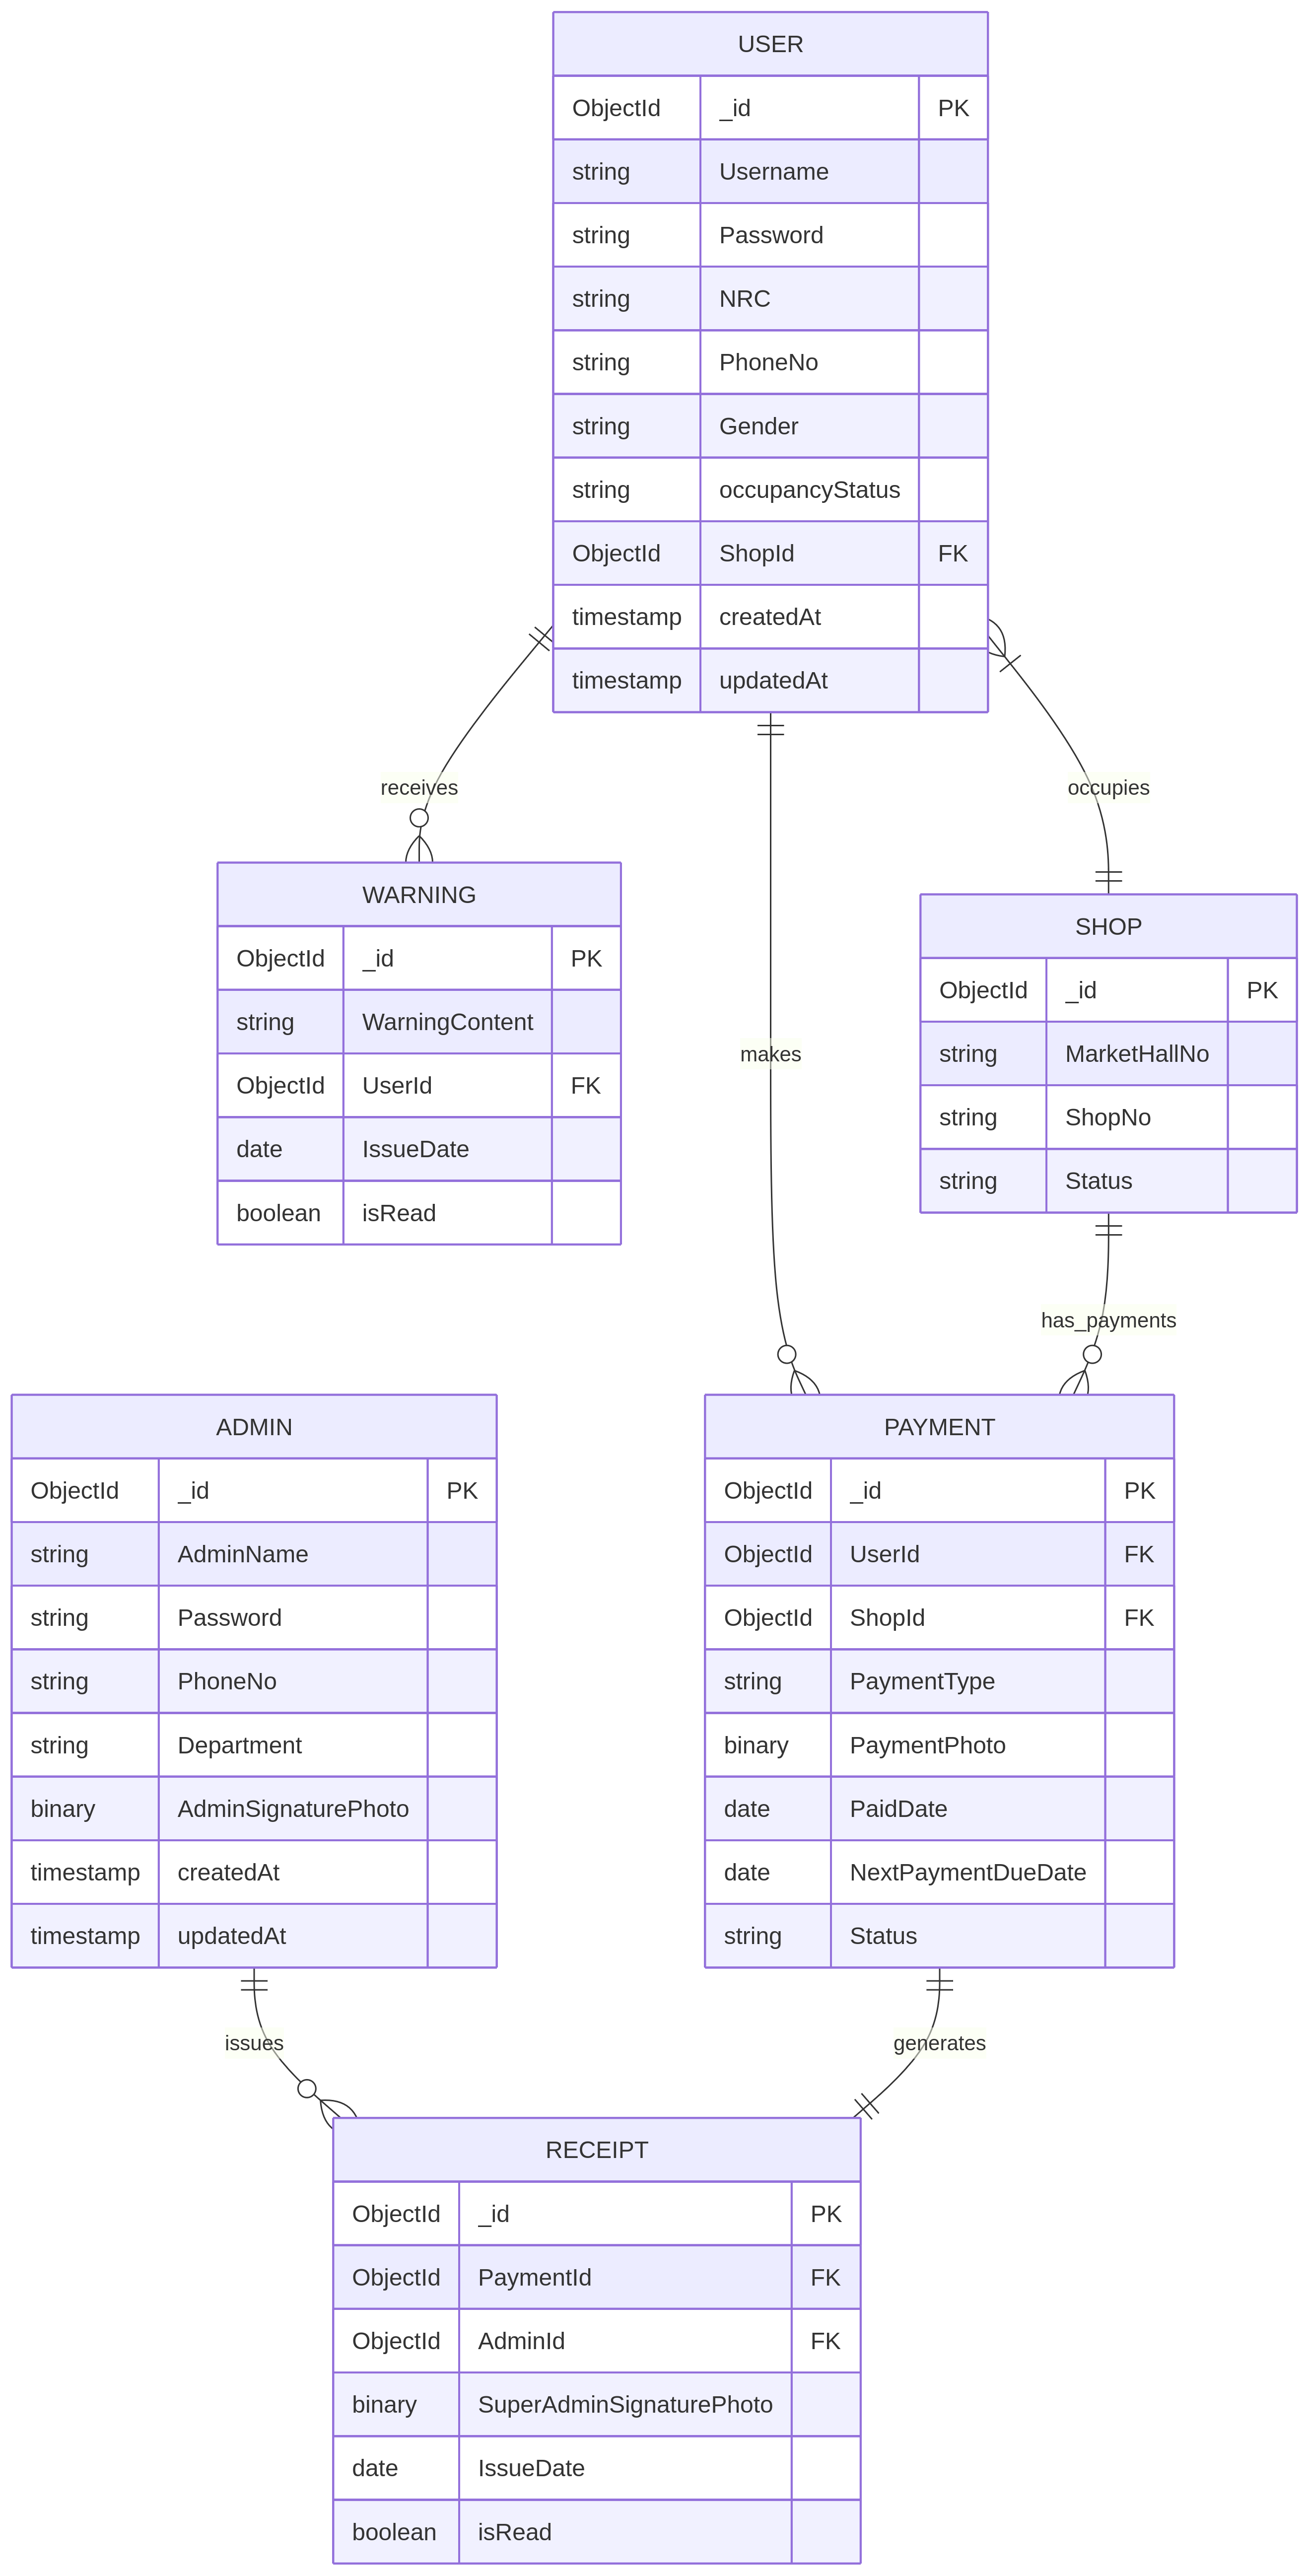 USER
ObjectId _id PK
string Username
string Password
string NRC
string PhoneNo
string Gender
string occupancyStatus
ObjectId ShopId FK
timestamp createdAt
timestamp updatedAt
receives
occupies
WARNING
ObjectId _id PK
string WarningContent
ObjectId UserId FK
date IssueDate
boolean isRead
makes
SHOP
ObjectId _id PK
string MarketHallNo
string ShopNo
string Status
has_payments
ADMIN
ObjectId _id PK
string AdminName
string Password
string PhoneNo
string Department
binary AdminSignaturePhoto
timestamp createdAt
timestamp updatedAt
PAYMENT
ObjectId _id PK
ObjectId UserId FK
ObjectId ShopId FK
string PaymentType
binary PaymentPhoto
date PaidDate
date NextPaymentDueDate
string Status
issues
generates
RECEIPT
ObjectId _id PK
ObjectId PaymentId FK
ObjectId AdminId FK
binary SuperAdminSignaturePhoto
date IssueDate
boolean isRead